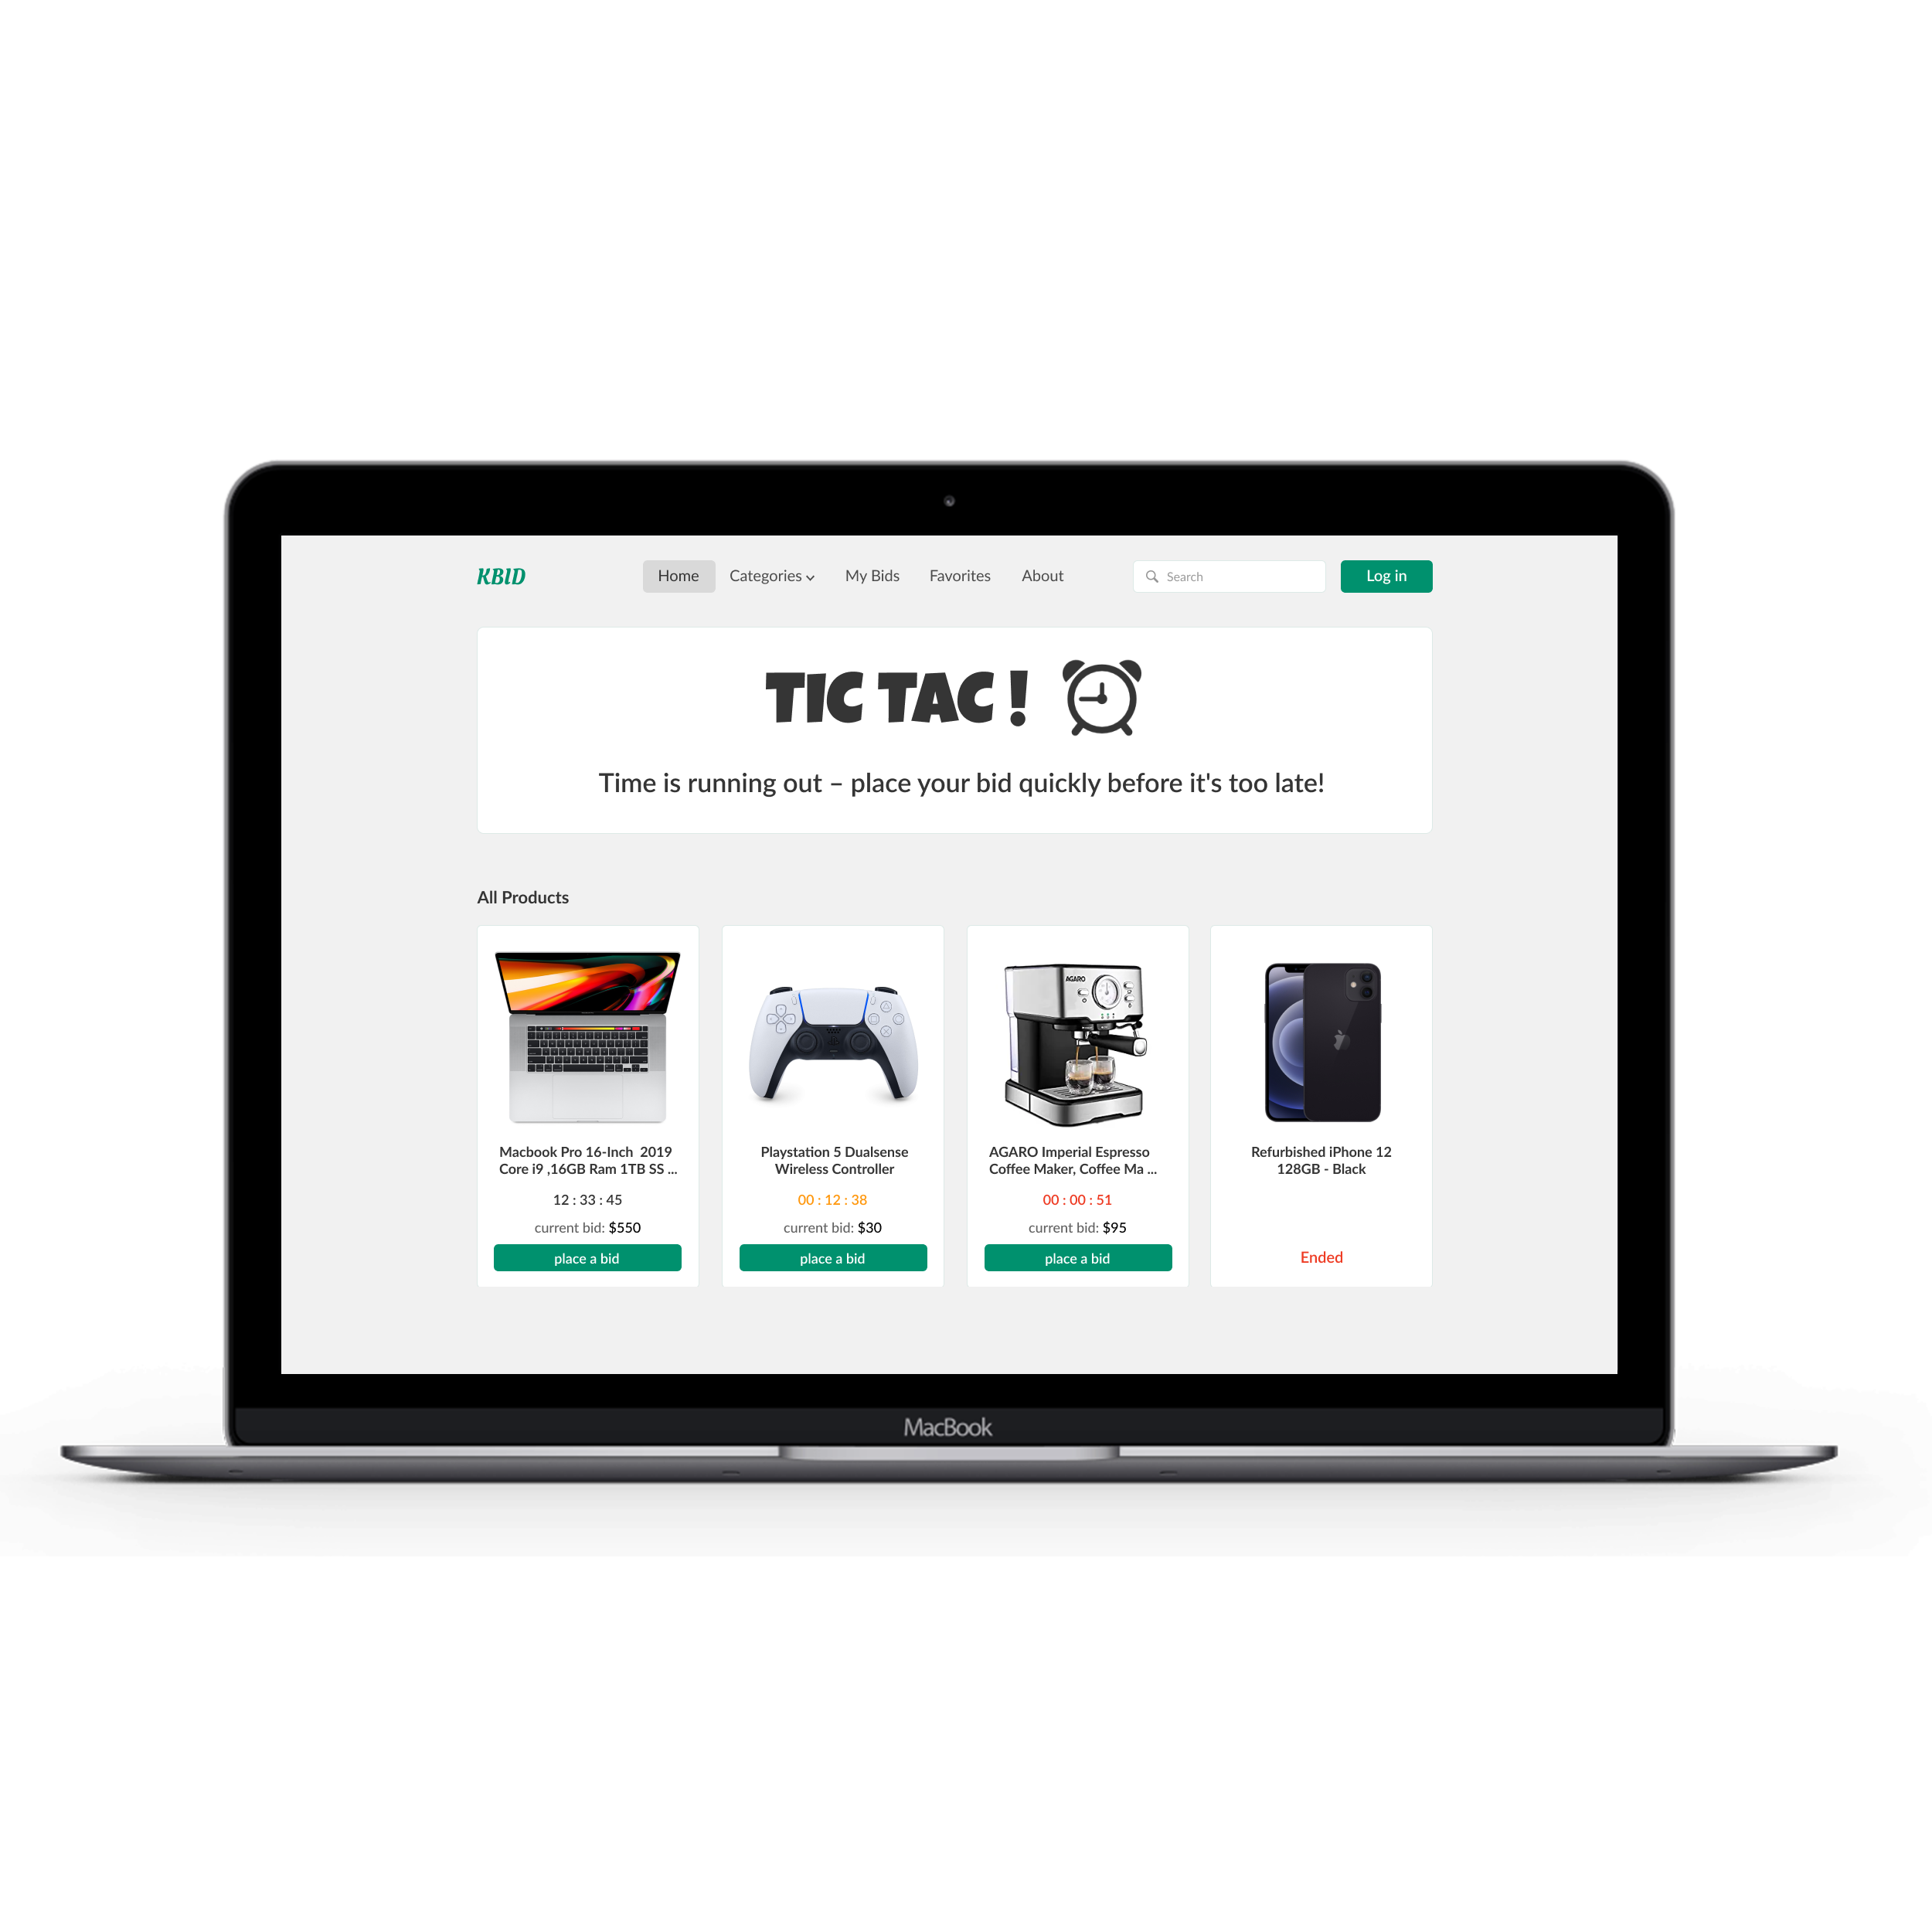 KBID
Home
Categories
My Bids
Favorites
About
Search
Log in
TIC TAC !
Time is running out – place your bid quickly before it's too late!
All Products
Macbook Pro 16-Inch 2019
Core i9 ,16GB Ram 1TB SS ...
12 : 33 : 45
current bid: $550
place a bid
Playstation 5 Dualsense
Wireless Controller
00 : 12 : 38
current bid: $30
place a bid
AGARO
AGARO Imperial Espresso
Coffee Maker, Coffee Ma ...
00 : 00 : 51
current bid: $95
place a bid
Refurbished iPhone 12
128GB - Black
Ended
MacBook